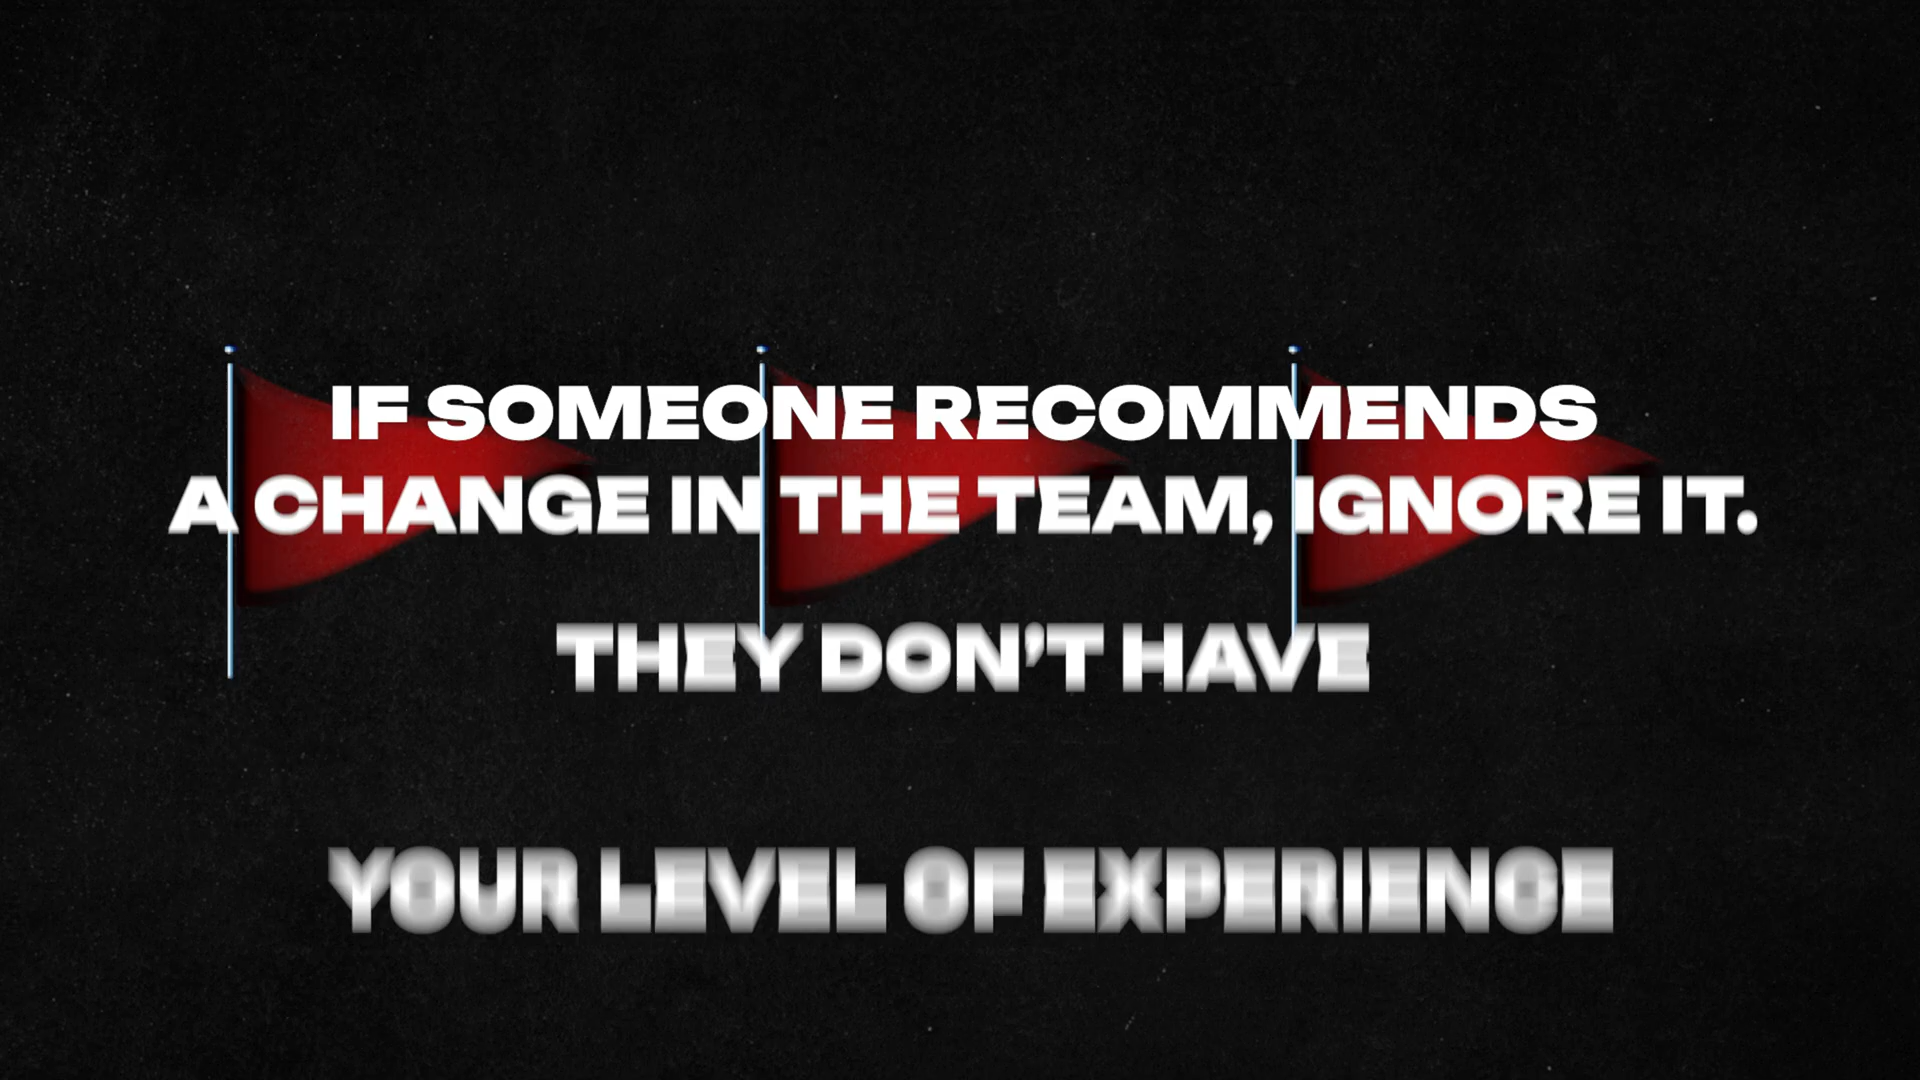 IF SOMEONE RECOMMENDS
A CHANGE IN THE TEAM, IGNORE IT.
THEY DON’T HAVE
YOUR LEVEL OF EXPERIENCE